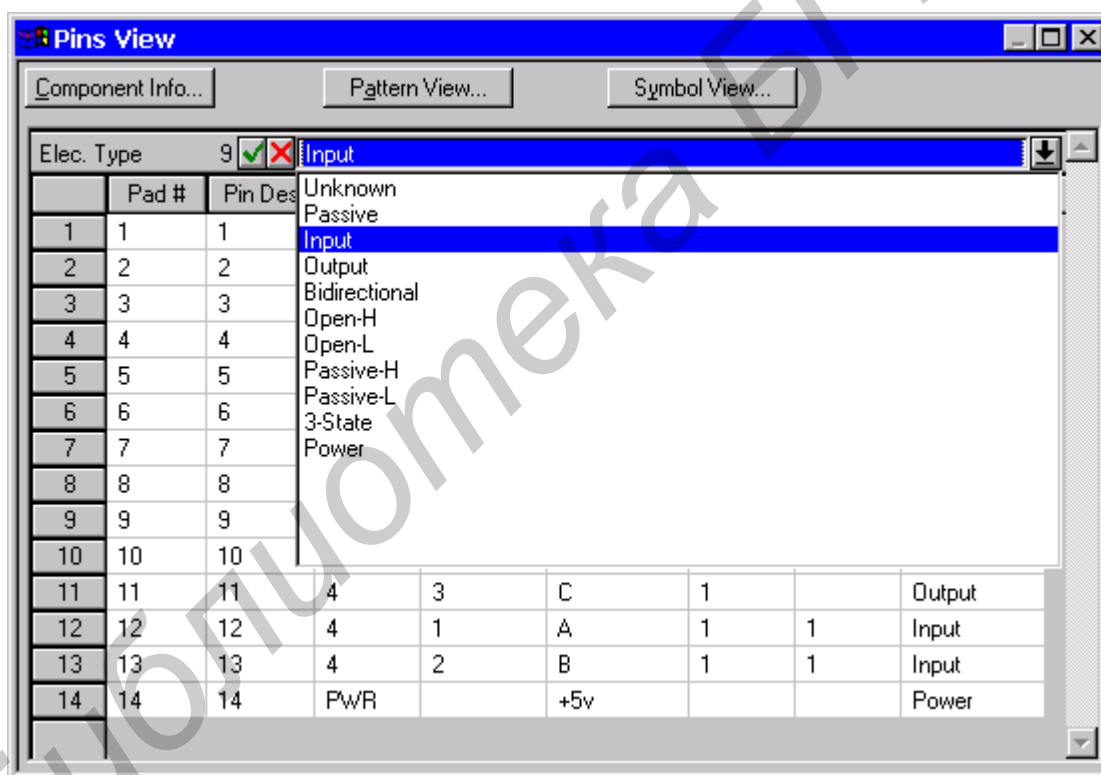 Pins View
Component Info... Pattern View... Symbol View...
Elec. Type 9 Input
Pad # Pin Des
Unknown
Passive
Input
Output
Bidirectional
Open-H
Open-L
Passive-H
Passive-L
3-State
Power
1 1 1
2 2 2
3 3 3
4 4 4
5 5 5
6 6 6
7 7 7
8 8 8
9 9 9
10 10 10
11 11 11 4 3 C 1 Output
12 12 12 4 1 A 1 1 Input
13 13 13 4 2 B 1 1 Input
14 14 14 PWR +5v Power
Библиотека БГ